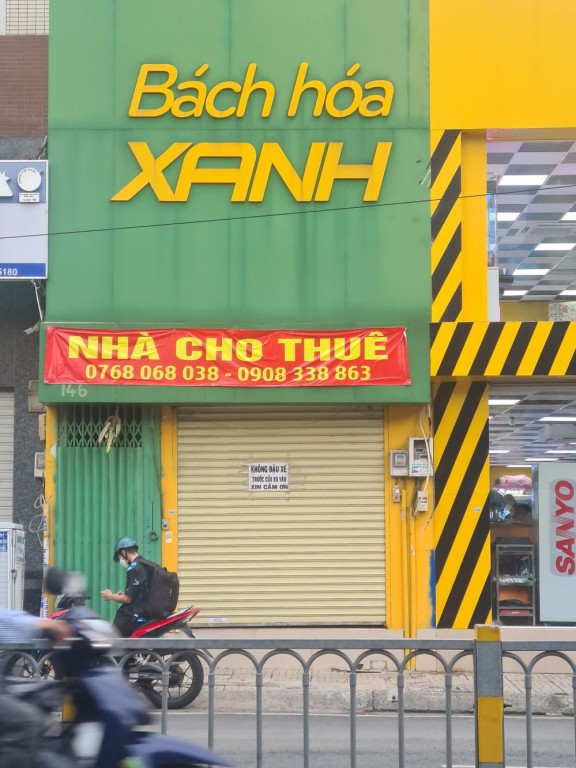 Bách hóa
XANH
5180
NHÀ CHO THUÊ
0768 068 038 - 0908 338 863
146
KHÔNG ĐẬU XE
TRƯỚC CỬA RA VÀO
XIN CẢM ƠN
SANYO